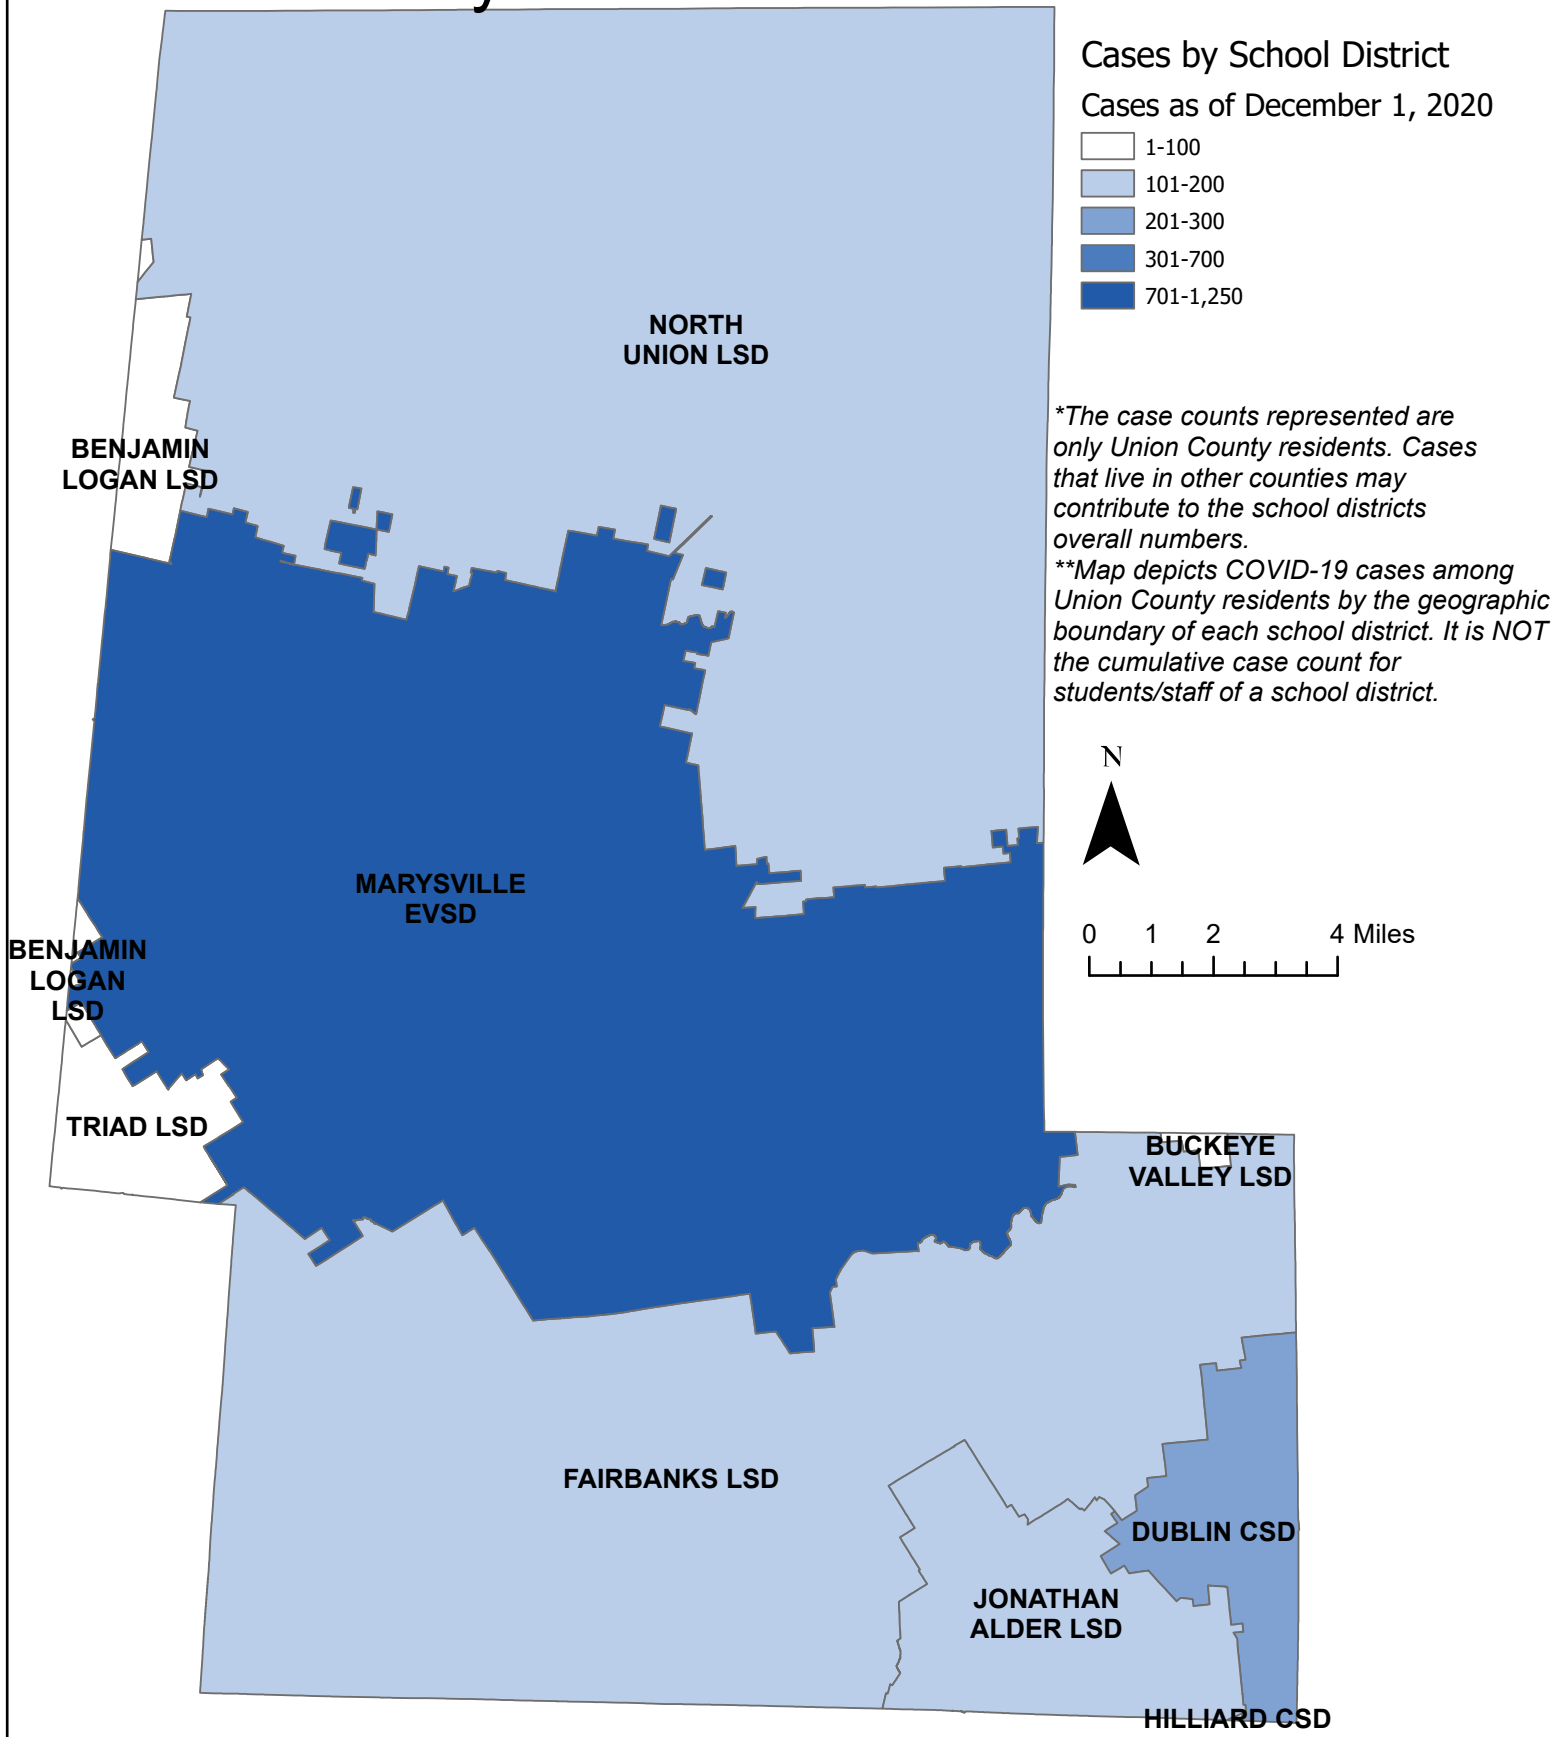 Cases by School District
Cases as of December 1, 2020
1-100
101-200
201-300
301-700
701-1,250
NORTH
UNION LSD
*The case counts represented are
only Union County residents. Cases
that live in other counties may
contribute to the school districts
overall numbers.
**Map depicts COVID-19 cases among
Union County residents by the geographic
boundary of each school district. It is NOT
the cumulative case count for
students/staff of a school district.
BENJAMIN
LOGAN LSD
N
MARYSVILLE
EVSD
0 1 2 4 Miles
BENJAMIN
LOGAN
LSD
TRIAD LSD
BUCKEYE
VALLEY LSD
FAIRBANKS LSD
DUBLIN CSD
JONATHAN
ALDER LSD
HILLIARD CSD